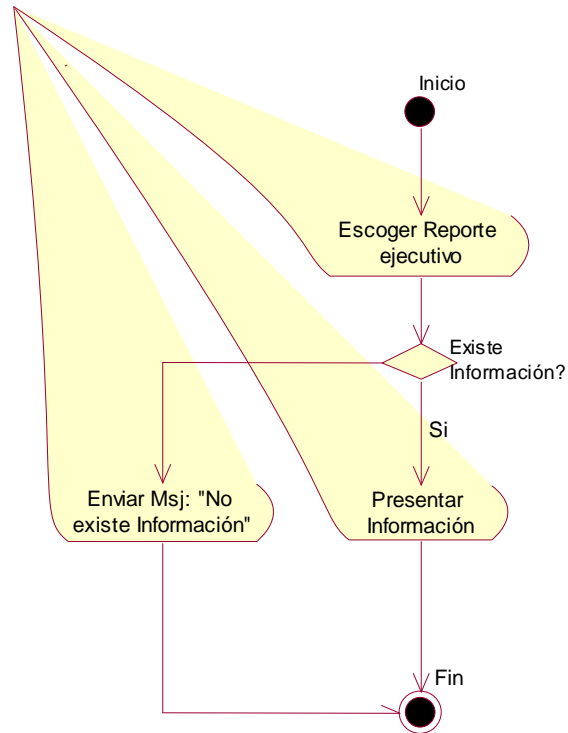 Inicio
Escoger Reporte
ejecutivo
Existe
Información?
Si
Enviar Msj: "No
existe Información"
Presentar
Información
Fin